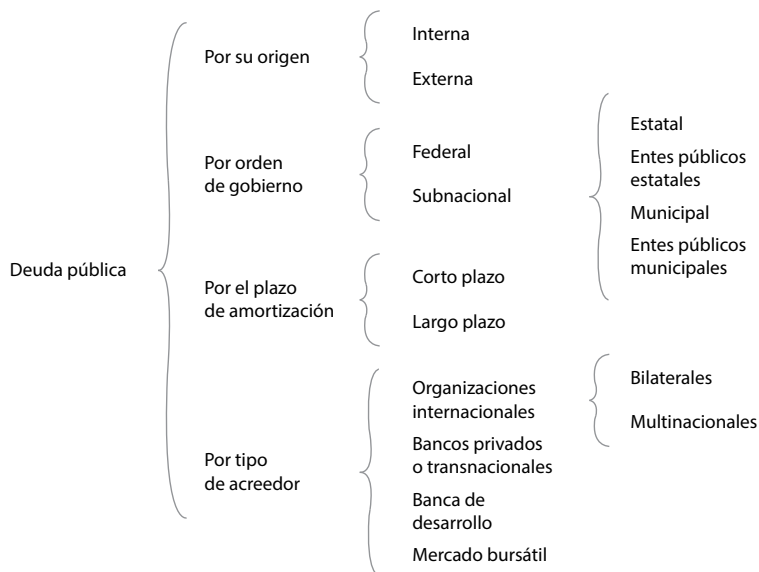 Deuda pública
Por su origen
Interna
Externa
Por orden
de gobierno
Federal
Subnacional
Estatal
Entes públicos
estatales
Municipal
Entes públicos
municipales
Por el plazo
de amortización
Corto plazo
Largo plazo
Por tipo
de acreedor
Organizaciones
internacionales
Bilaterales
Multinacionales
Bancos privados
o transnacionales
Banca de
desarrollo
Mercado bursátil